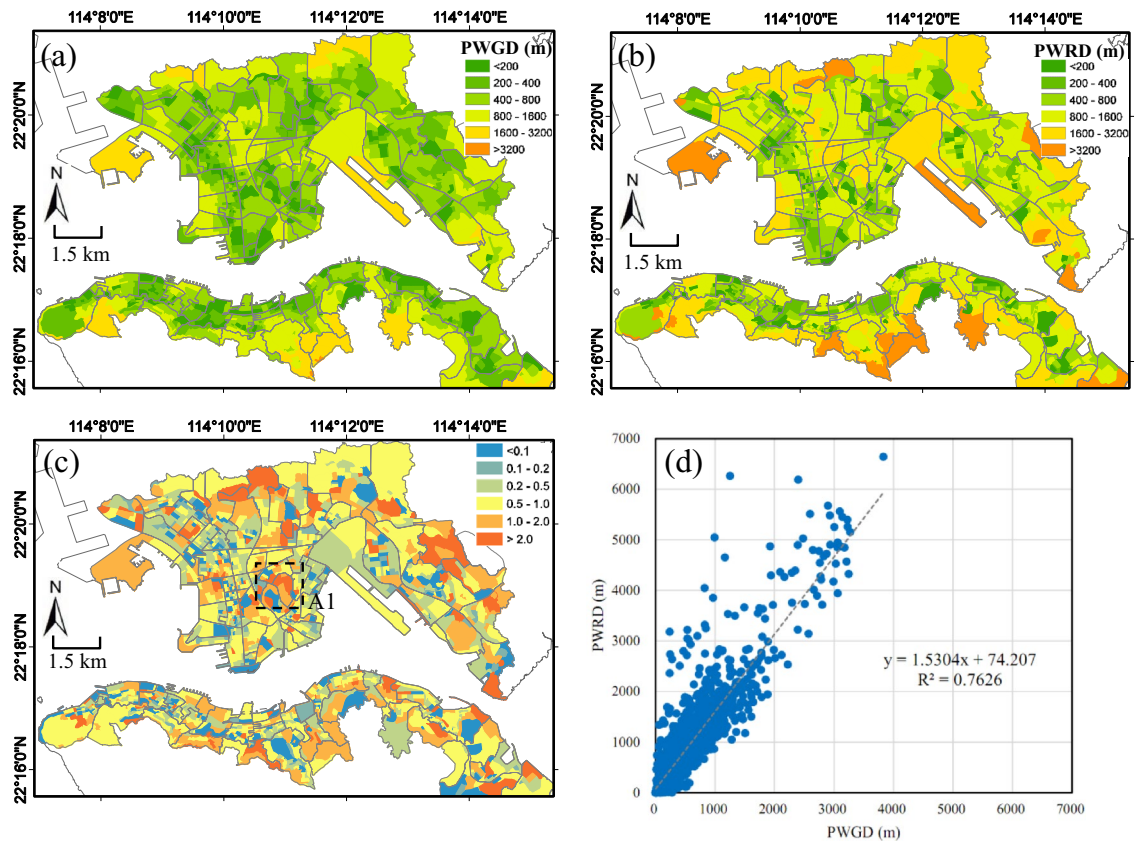 114°8'0"E 114°10'0"E 114°12'0"E 114°14'0"E
(a)
PWGD (m)
<200
200 - 400
400 - 800
800 - 1600
1600 - 3200
>3200
22°20'0"N
22°18'0"N
22°16'0"N
N
1.5 km
114°8'0"E 114°10'0"E 114°12'0"E 114°14'0"E
(b)
PWRD (m)
<200
200 - 400
400 - 800
800 - 1600
1600 - 3200
>3200
22°20'0"N
22°18'0"N
22°16'0"N
N
1.5 km
114°8'0"E 114°10'0"E 114°12'0"E 114°14'0"E
(c)
<0.1
0.1 - 0.2
0.2 - 0.5
0.5 - 1.0
1.0 - 2.0
> 2.0
22°20'0"N
22°18'0"N
22°16'0"N
N
1.5 km
A1
(d)
7000
6000
5000
4000
3000
2000
1000
0
PWRD (m)
y = 1.5304x + 74.207
R² = 0.7626
0 1000 2000 3000 4000 5000 6000 7000
PWGD (m)